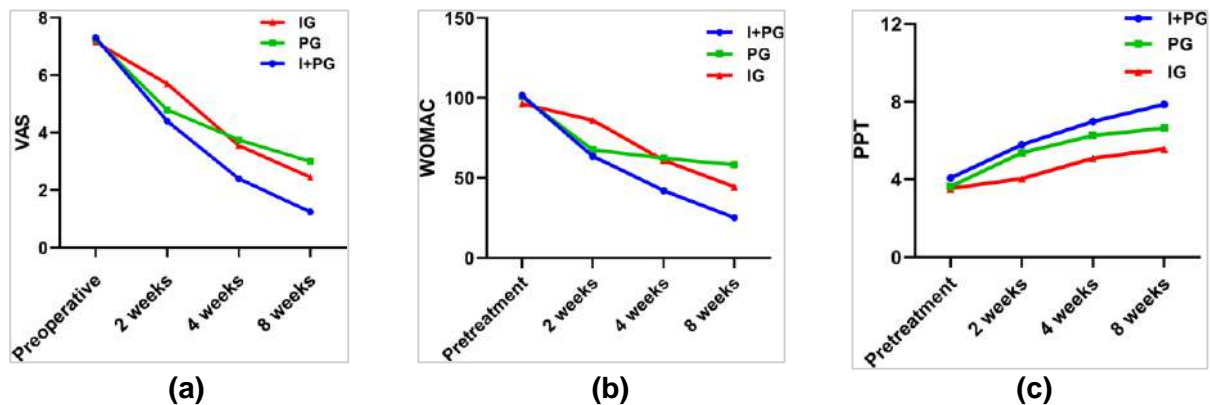 8
6
4
2
0
VAS
IG
PG
I+PG
Preoperative
2 weeks
4 weeks
8 weeks
(a)
150
100
50
0
WOMAC
I+PG
PG
IG
Pretreatment
2 weeks
4 weeks
8 weeks
(b)
12
8
4
0
PPT
I+PG
PG
IG
Pretreatment
2 weeks
4 weeks
8 weeks
(c)